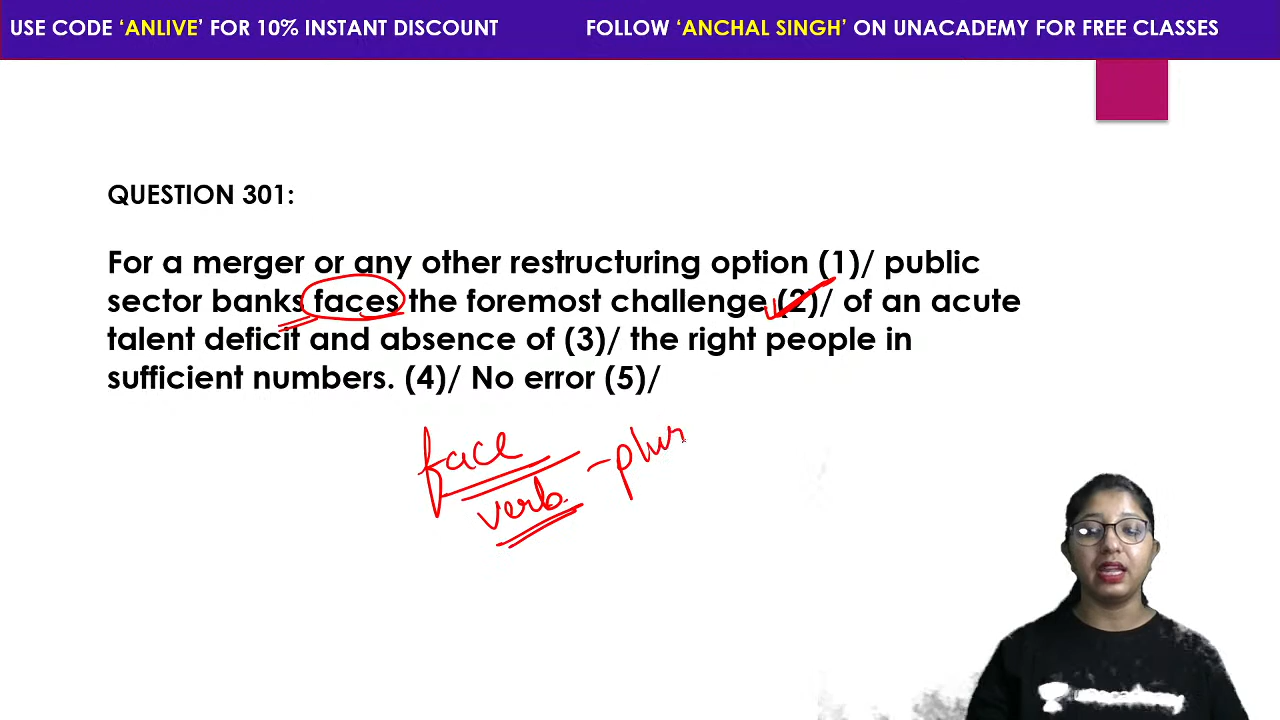 USE CODE ‘ANLIVE’ FOR 10% INSTANT DISCOUNT FOLLOW ‘ANCHAL SINGH’ ON UNACADEMY FOR FREE CLASSES
QUESTION 301:
For a merger or any other restructuring option (1)/ public
sector banks faces the foremost challenge (2)/ of an acute
talent deficit and absence of (3)/ the right people in
sufficient numbers. (4)/ No error (5)/
face
verb - plur
unacademy